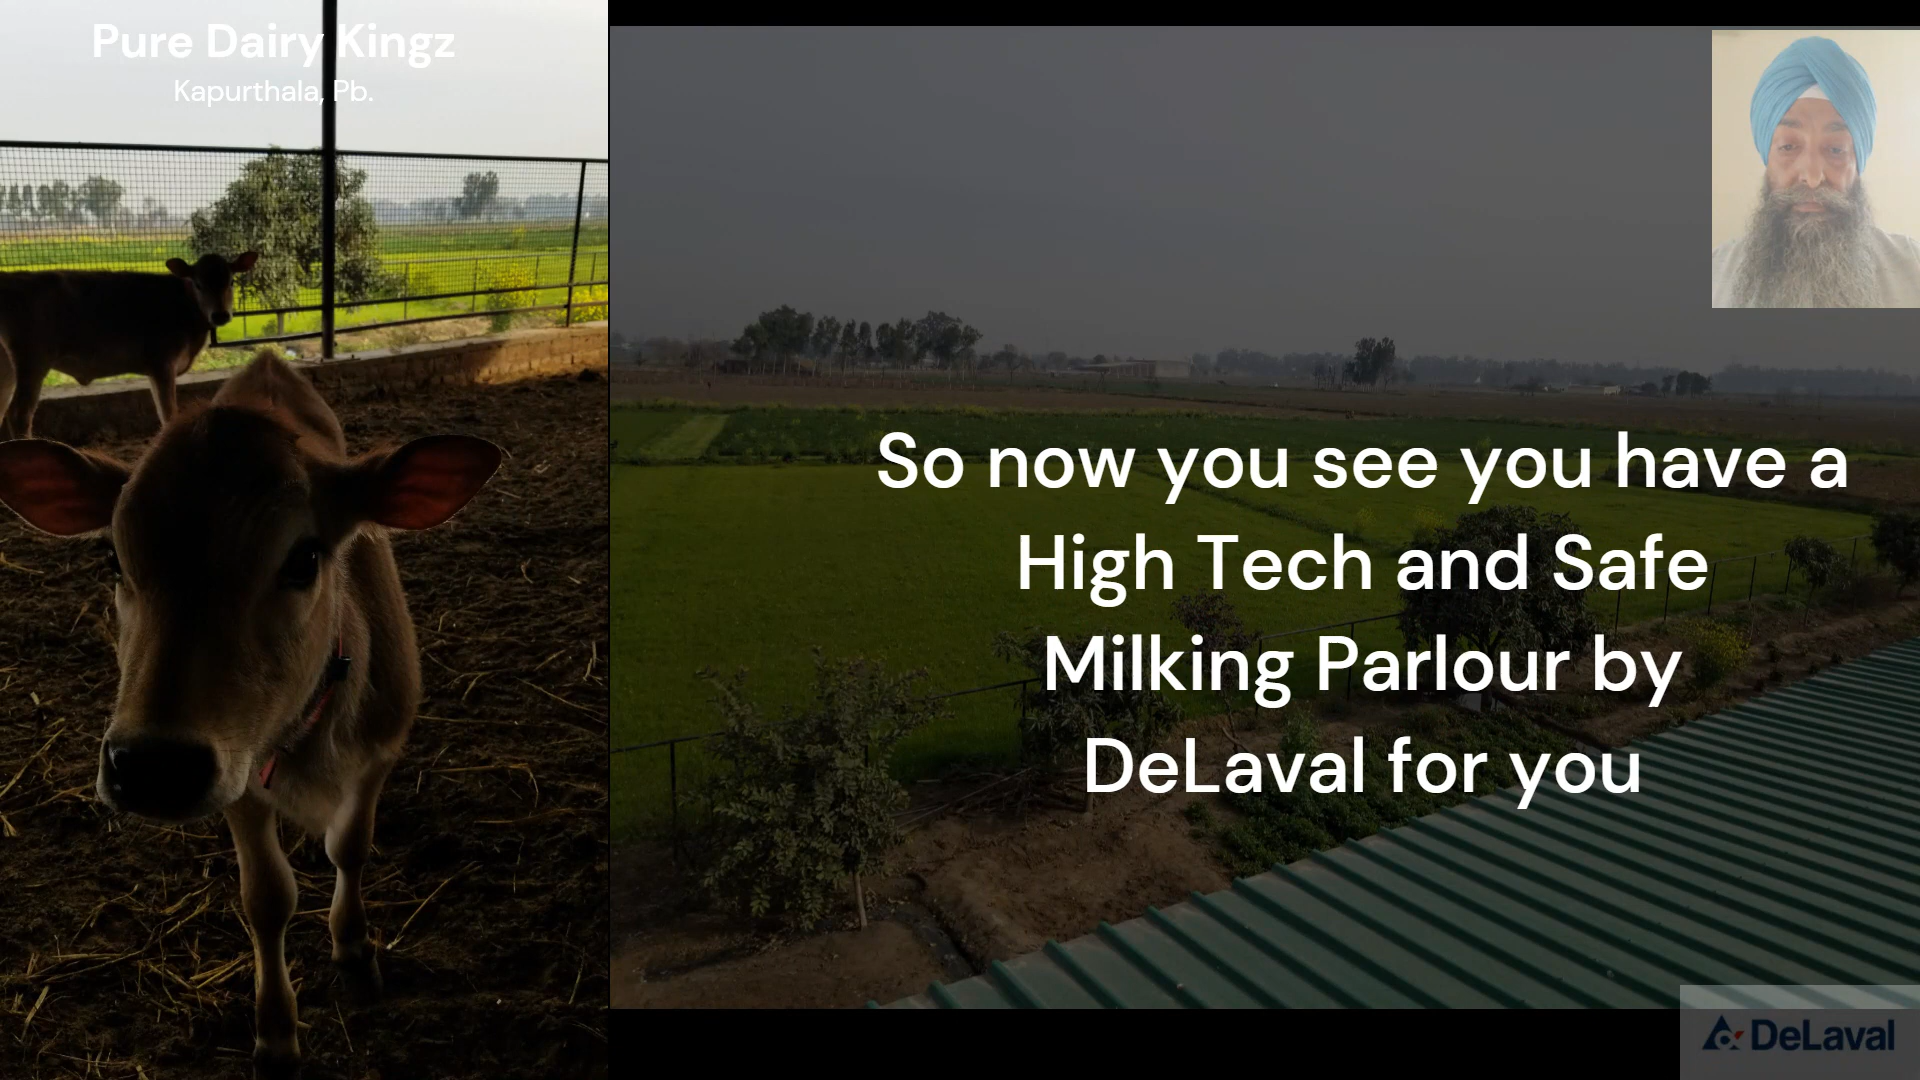 Pure Dairy Kingz
Kapurthala, Pb.
So now you see you have a
High Tech and Safe
Milking Parlour by
DeLaval for you
DeLaval